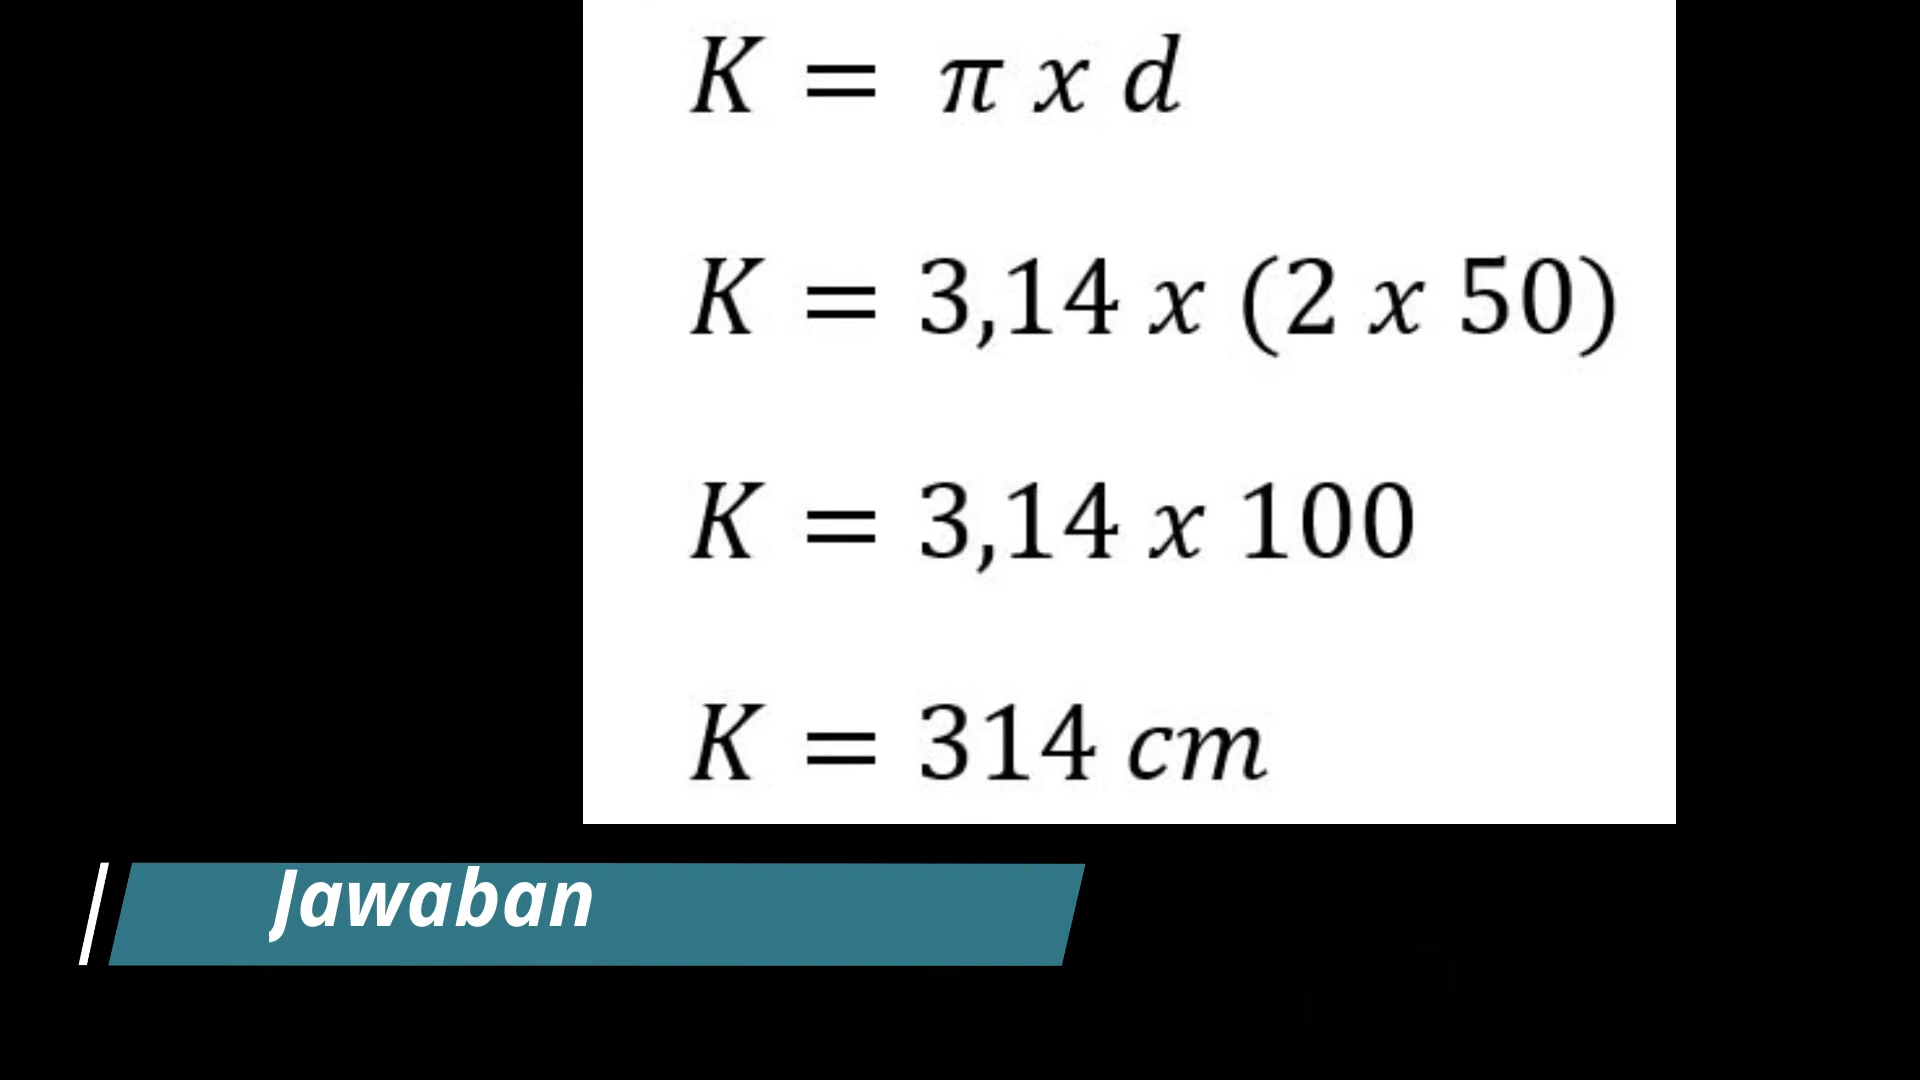 K = π x d
K = 3,14 x (2 x 50)
K = 3,14 x 100
K = 314 cm
Jawaban